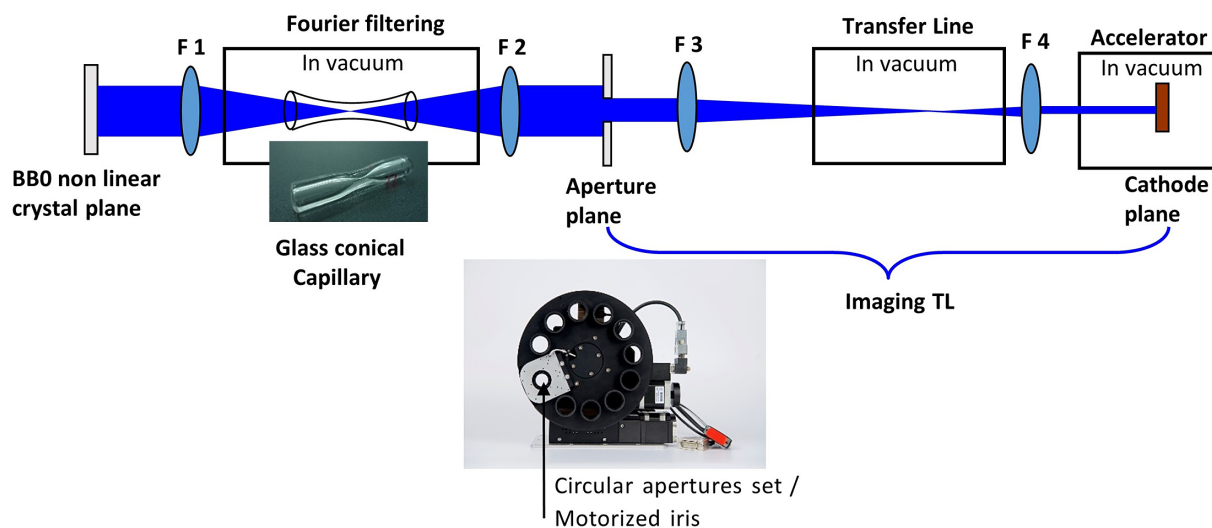 Fourier filtering
F 1
In vacuum
F 2
F 3
Transfer Line
In vacuum
F 4
Accelerator
In vacuum
BB0 non linear
crystal plane
Glass conical
Capillary
Aperture
plane
Cathode
plane
Imaging TL
Circular apertures set /
Motorized iris